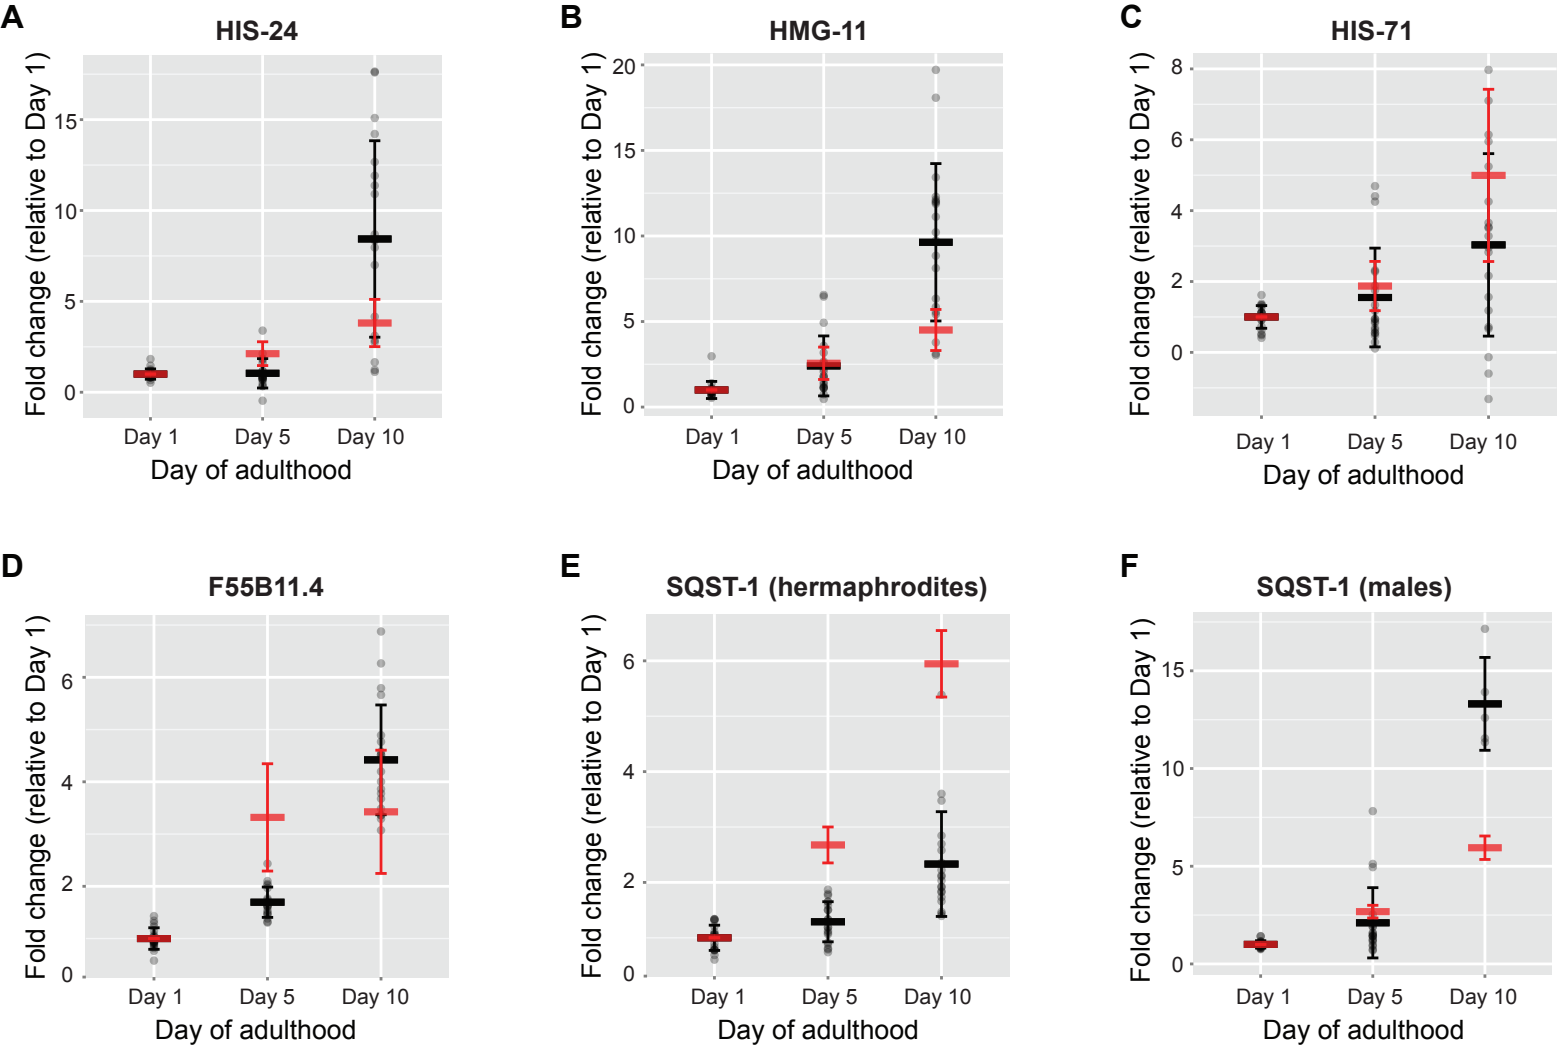 A
HIS-24
Fold change (relative to Day 1)
15
10
5
0
Day 1 Day 5 Day 10
Day of adulthood
B
HMG-11
Fold change (relative to Day 1)
20
15
10
5
0
Day 1 Day 5 Day 10
Day of adulthood
C
HIS-71
Fold change (relative to Day 1)
8
6
4
2
0
Day 1 Day 5 Day 10
Day of adulthood
D
F55B11.4
Fold change (relative to Day 1)
6
4
2
0
Day 1 Day 5 Day 10
Day of adulthood
E
SQST-1 (hermaphrodites)
Fold change (relative to Day 1)
6
4
2
0
Day 1 Day 5 Day 10
Day of adulthood
F
SQST-1 (males)
Fold change (relative to Day 1)
15
10
5
0
Day 1 Day 5 Day 10
Day of adulthood